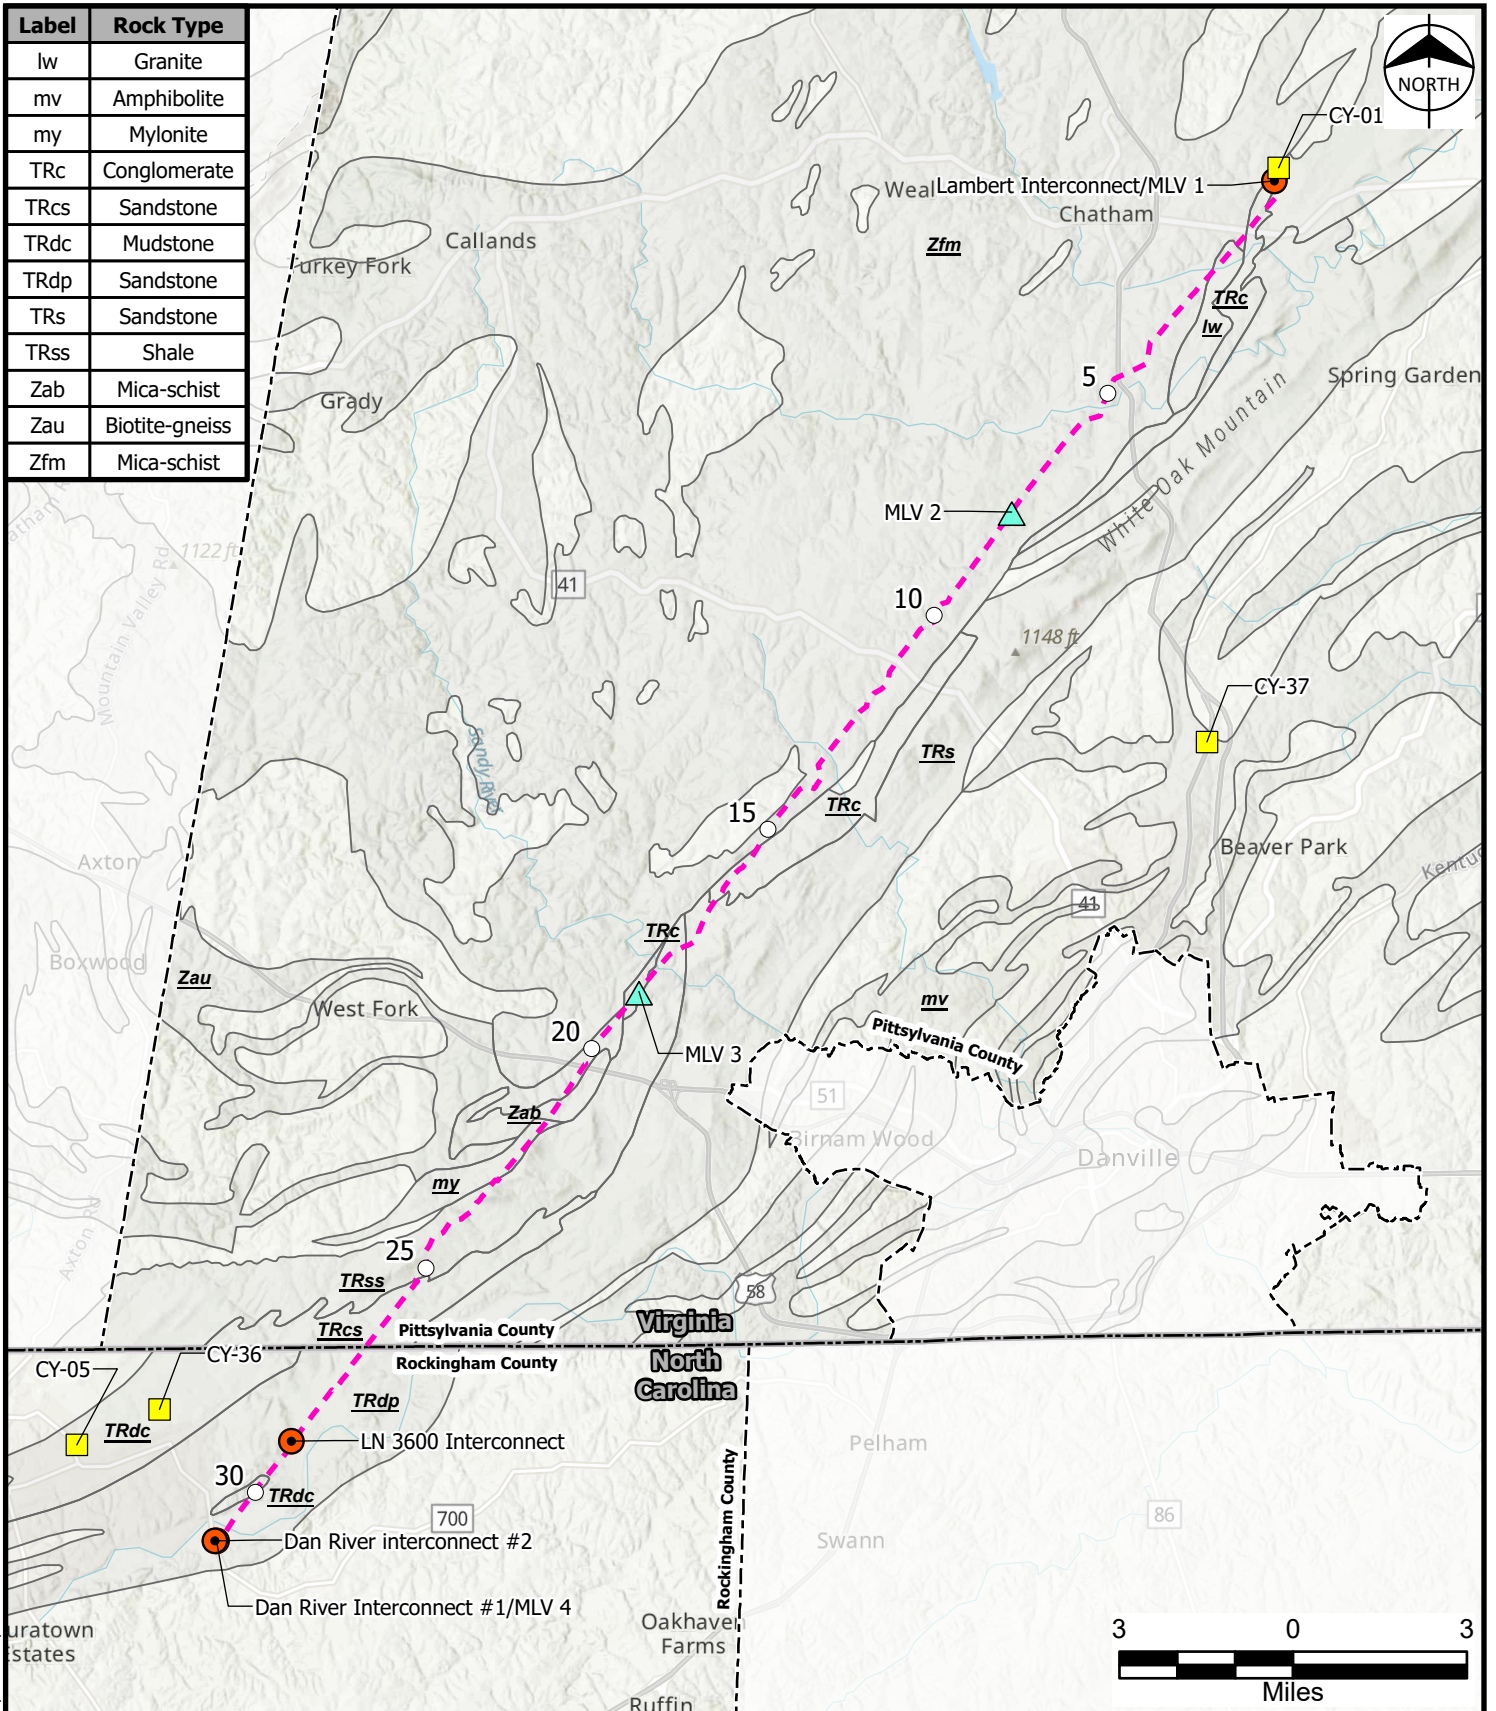 Label Rock Type
lw Granite
mv Amphibolite
my Mylonite
TRc Conglomerate
TRcs Sandstone
TRdc Mudstone
TRdp Sandstone
TRs Sandstone
TRss Shale
Zab Mica-schist
Zau Biotite-gneiss
Zfm Mica-schist
NORTH
CY-01
Weal
Lambert Interconnect/MLV 1
Chatham
Callands
Zfm
urkey Fork
TRc
lw
5
Spring Garden
Grady
White Oak Mountain
MLV 2
1122 ft
41
10
Mountain Valley Rd
1148 ft
CY-37
Sandy River
TRs
TRc
15
Beaver Park
Axton
41
TRc
Boxwood
Zau
West Fork
mv
20
Pittsylvania County
MLV 3
51
Zab
Birnam Wood
Danville
my
Axton Rd
25
TRss
58
TRcs
Pittsylvania County
Virginia
CY-36
Rockingham County
North
Carolina
CY-05
TRdp
TRdc
LN 3600 Interconnect
Pelham
30
TRdc
700
86
Rockingham County
Dan River interconnect #2
Swann
Dan River Interconnect #1/MLV 4
Oakhaven
Farms
uratown
Estates
3 0 3
Miles
Ruffin